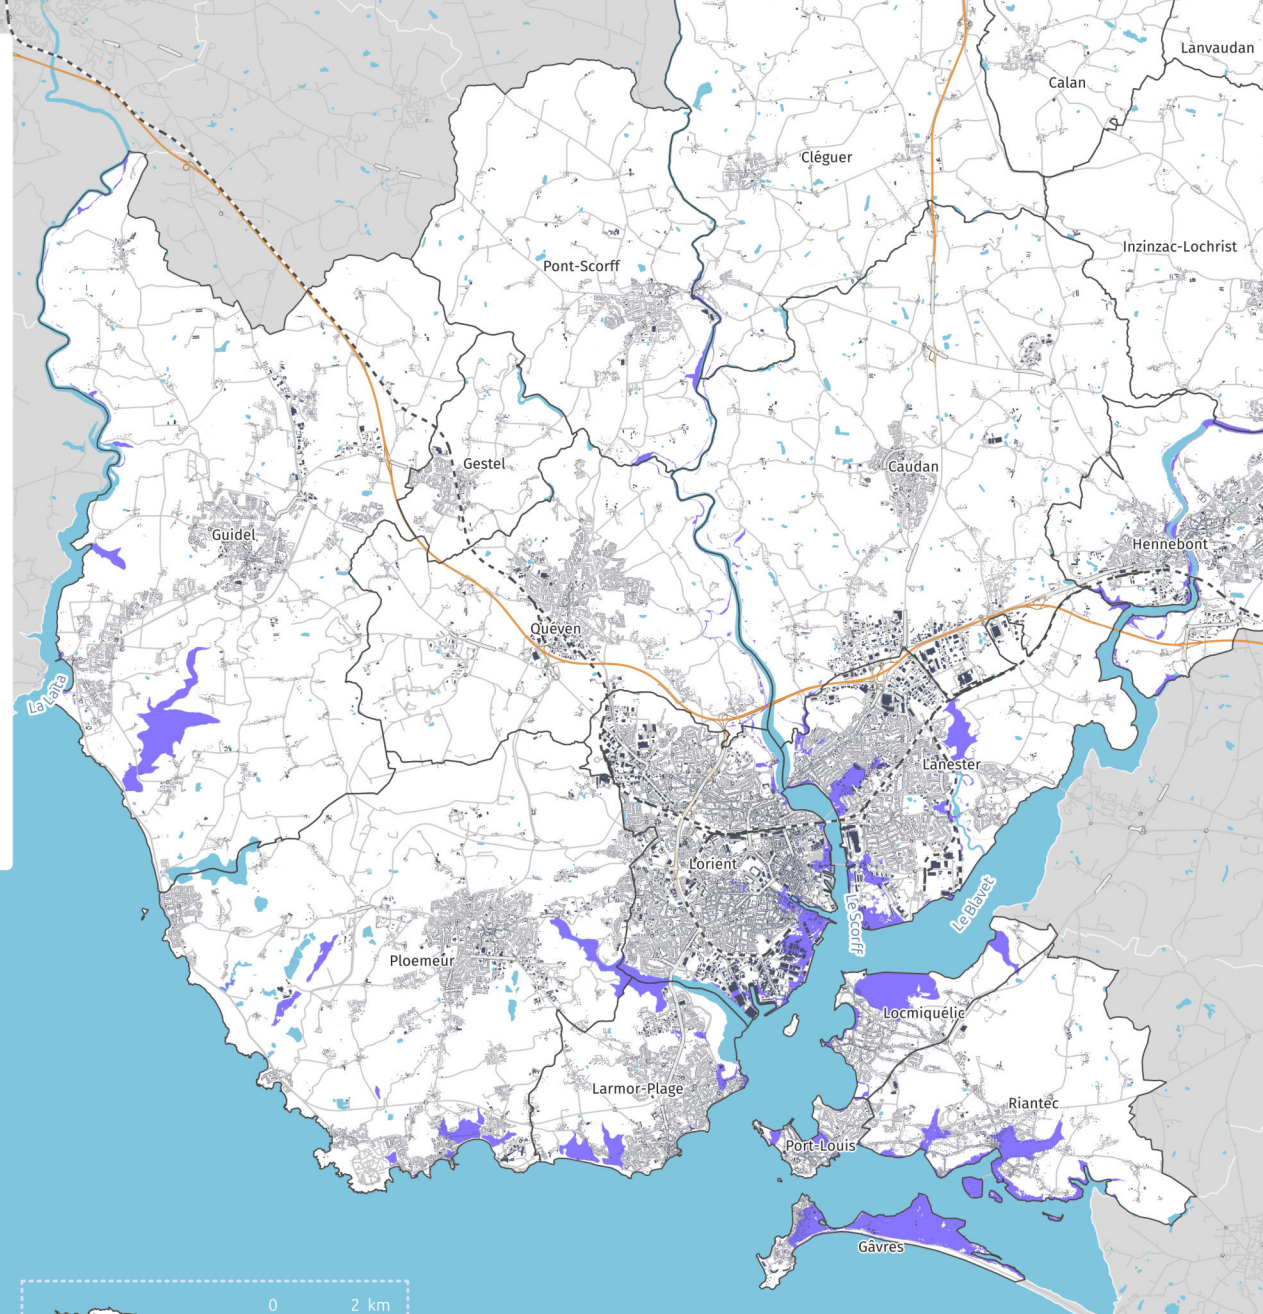 Lanvaudan
Calan
Cléguer
Inzinzac-Lochrist
Pont-Scorff
Gestel
Caudan
Guidel
Hennebont
Quéven
La Laïta
Lanester
Lorient
Le Blavet
Le Scorff
Ploemeur
Locmiquélic
Larmor-Plage
Riantec
Port-Louis
Gâvres
0 2 km